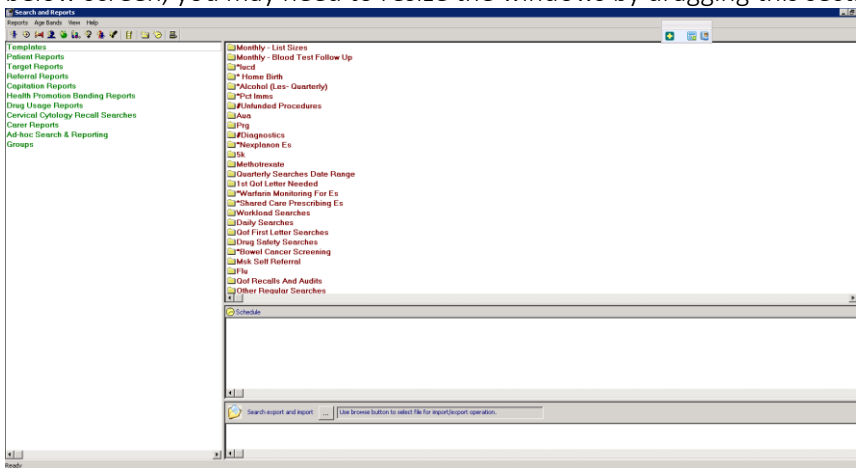 below screen, you may need to resize the windows by dragging this secti
Search and Reports
Reports Age Bands View Help
Templates
Patient Reports
Target Reports
Referral Reports
Capitation Reports
Health Promotion Banding Reports
Drug Usage Reports
Cervical Cytology Recall Searches
Carer Reports
Ad-hoc Search & Reporting
Groups
Monthly - List Sizes
Monthly - Blood Test Follow Up
*Iucd
* Home Birth
*Alcohol (Les- Quarterly)
*Pct Imms
#Unfunded Procedures
Aua
Prg
#Diagnostics
*Nexplanon Es
5k
Methotrexate
Quarterly Searches Date Range
1st Qof Letter Needed
*Warfarin Monitoring For Es
*Shared Care Prescribing Es
Workload Searches
Daily Searches
Qof First Letter Searches
Drug Safety Searches
*Bowel Cancer Screening
Msk Self Referral
Flu
Qof Recalls And Audits
Other Regular Searches
Schedule
Search export and import ... Use browse button to select file for import/export operation.
Ready